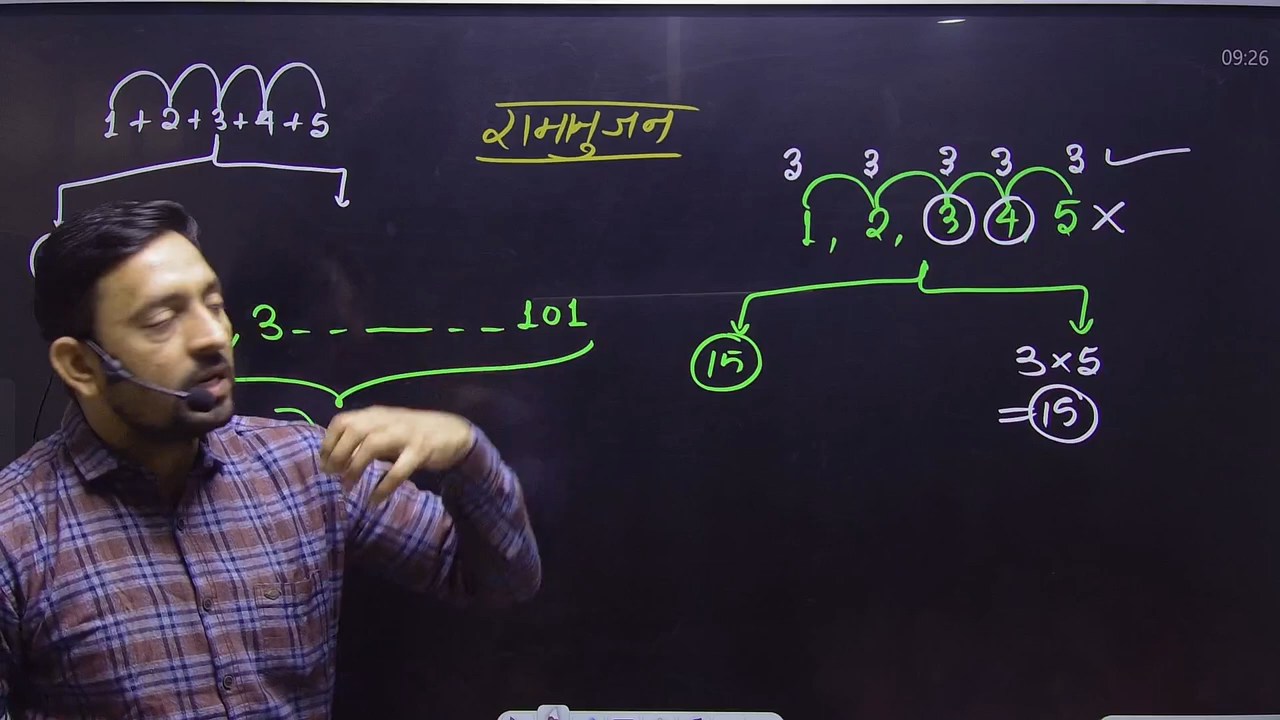 09:26
1 + 2 + 3 + 4 + 5
रामानुजन
3 3 3 3 3
1, 2, 3 4, 5 ×
, 3 - - — - - 101
15
3 × 5
= 15